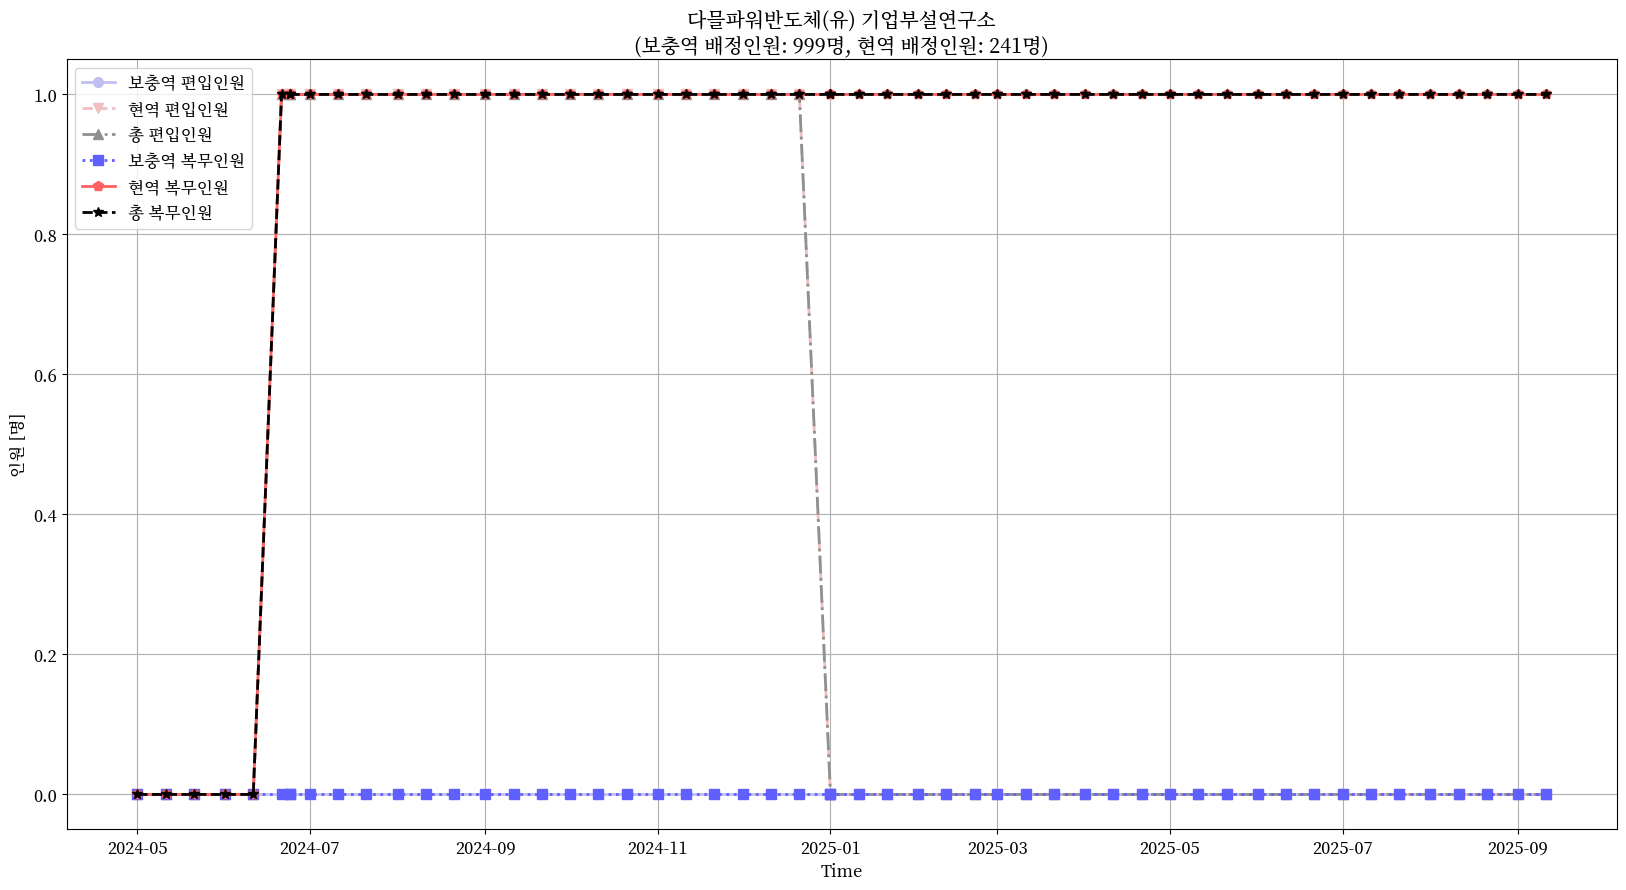 다믈파워반도체(유) 기업부설연구소
(보충역 배정인원: 999명, 현역 배정인원: 241명)
보충역 편입인원
현역 편입인원
총 편입인원
보충역 복무인원
현역 복무인원
총 복무인원
1.0
0.8
0.6
0.4
0.2
0.0
인원 [명]
2024-05
2024-07
2024-09
2024-11
2025-01
2025-03
2025-05
2025-07
2025-09
Time